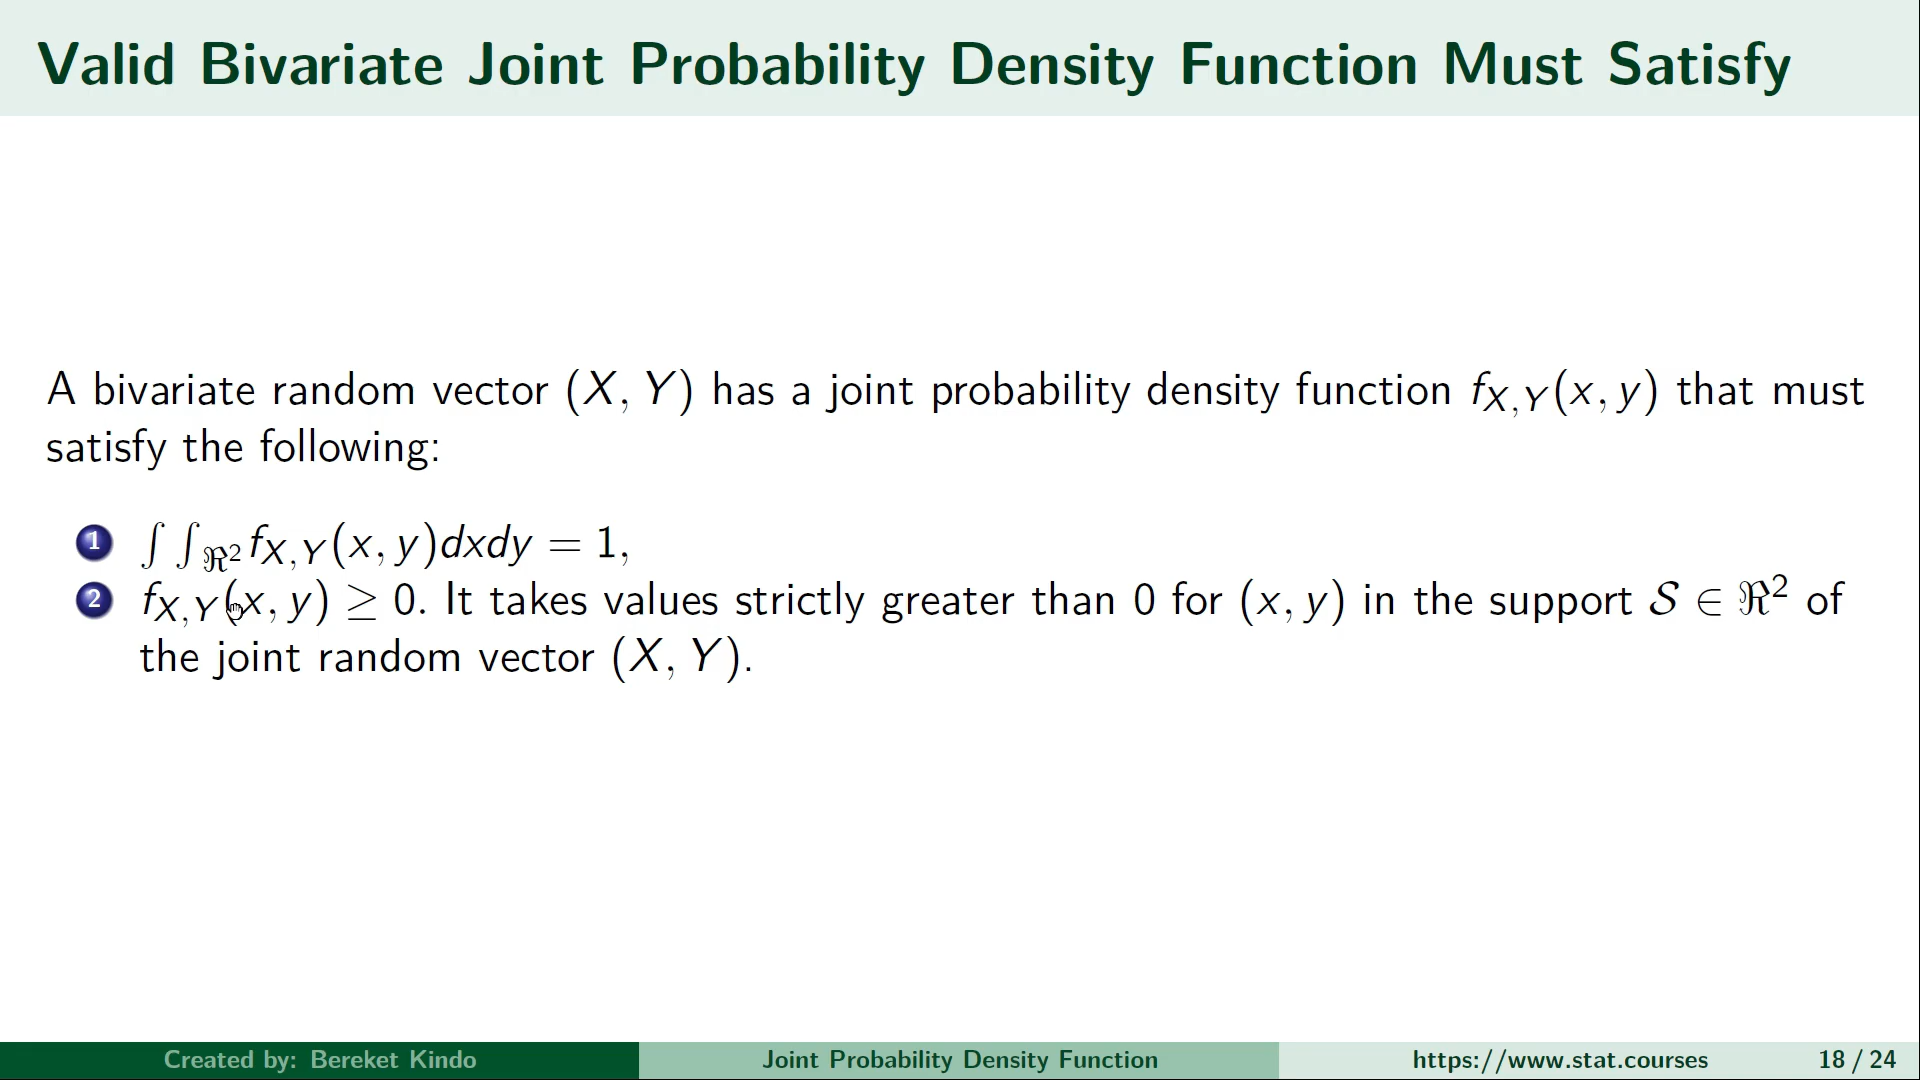 Valid Bivariate Joint Probability Density Function Must Satisfy
A bivariate random vector (X, Y) has a joint probability density function f_{X,Y}(x, y) that must
satisfy the following:
1 ∫ ∫_{ℜ²} f_{X,Y}(x, y)dxdy = 1,
2 f_{X,Y}(x, y) ≥ 0. It takes values strictly greater than 0 for (x, y) in the support 𝒮 ∈ ℜ² of
the joint random vector (X, Y).
Created by: Bereket Kindo Joint Probability Density Function https://www.stat.courses 18 / 24